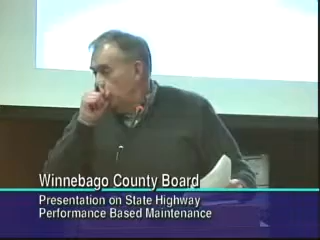 Winnebago County Board
Presentation on State Highway
Performance Based Maintenance